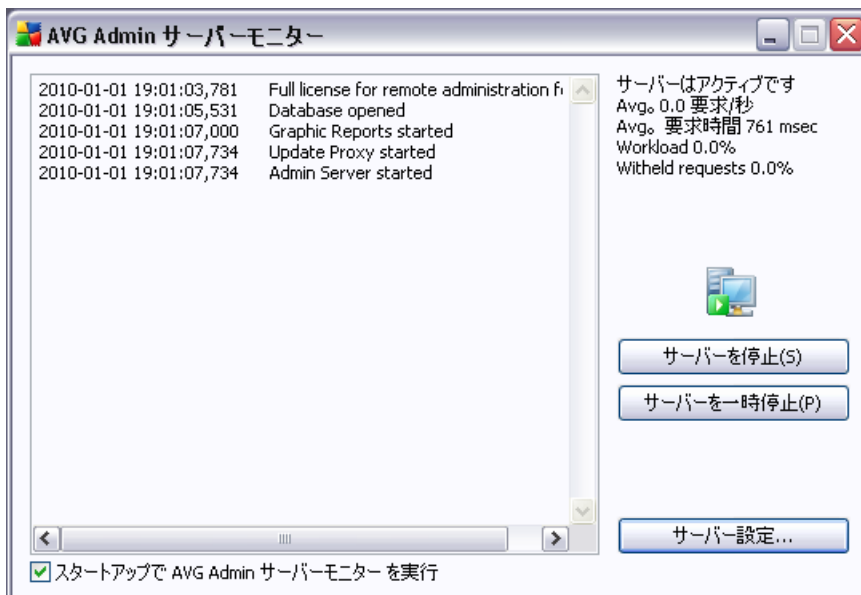 AVG Admin サーバーモニター
2010-01-01 19:01:03,781 Full license for remote administration
2010-01-01 19:01:05,531 Database opened
2010-01-01 19:01:07,000 Graphic Reports started
2010-01-01 19:01:07,734 Update Proxy started
2010-01-01 19:01:07,734 Admin Server started
サーバーはアクティブです
Avg。0.0 要求/秒
Avg。要求時間 761 msec
Workload 0.0%
Witheld requests 0.0%
サーバーを停止(S)
サーバーを一時停止(P)
サーバー設定...
スタートアップで AVG Admin サーバーモニター を実行